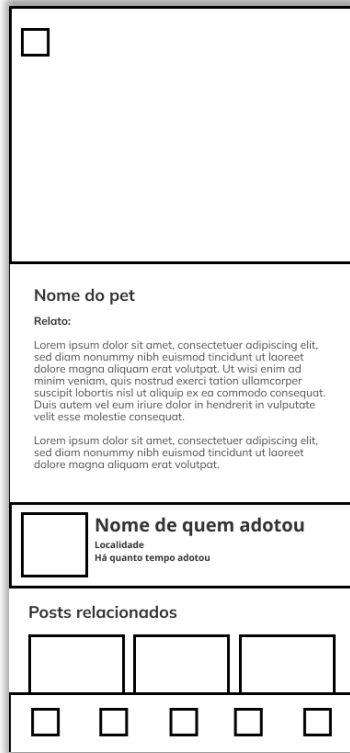 Nome do pet
Relato:
Lorem ipsum dolor sit amet, consectetuer adipiscing elit,
sed diam nonummy nibh euismod tincidunt ut laoreet
dolore magna aliquam erat volutpat. Ut wisi enim ad
minim veniam, quis nostrud exerci tation ullamcorper
suscipit lobortis nisl ut aliquip ex ea commodo consequat.
Duis autem vel eum iriure dolor in hendrerit in vulputate
velit esse molestie consequat.
Lorem ipsum dolor sit amet, consectetuer adipiscing elit,
sed diam nonummy nibh euismod tincidunt ut laoreet
dolore magna aliquam erat volutpat.
Nome de quem adotou
Localidade
Há quanto tempo adotou
Posts relacionados